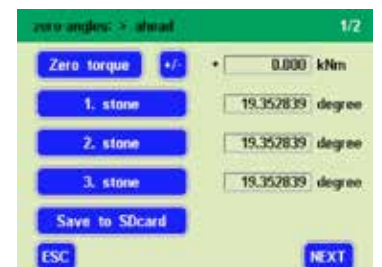 zero angles: > ahead 1/2
Zero torque +/- • 0.000 kNm
1. stone 19.352839 degree
2. stone 19.352839 degree
3. stone 19.352839 degree
Save to SDcard
ESC NEXT